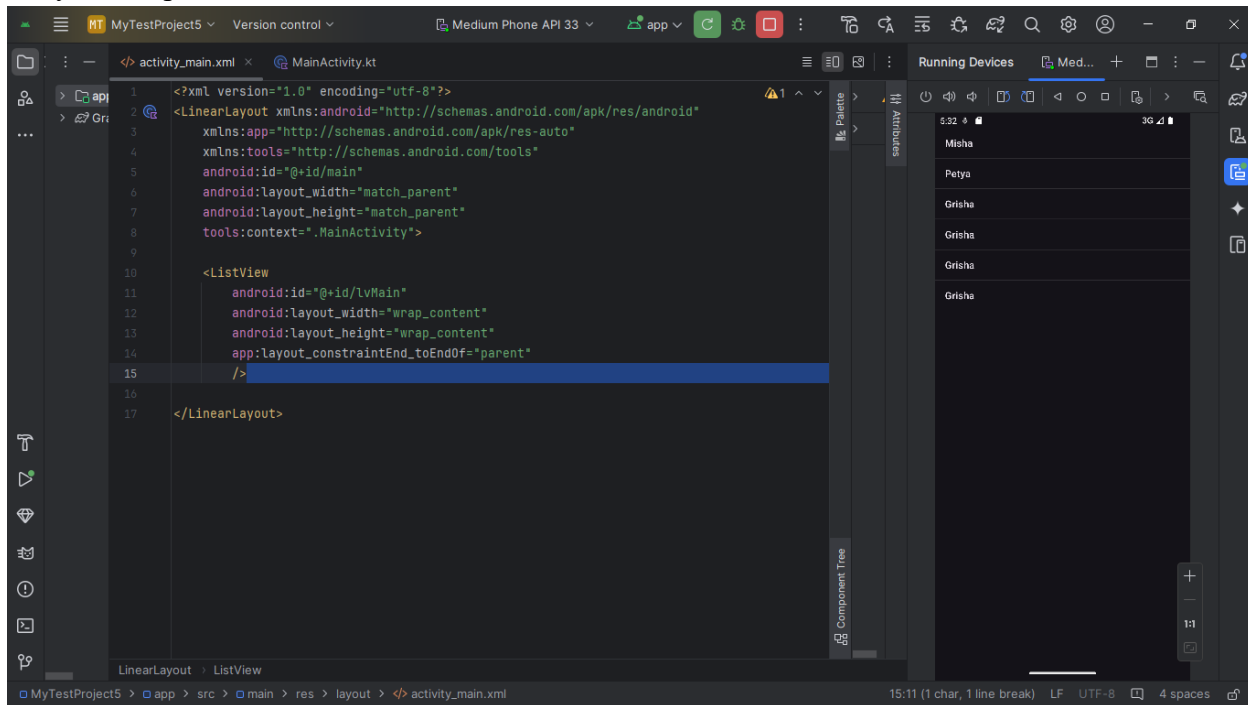 MT MyTestProject5 Version control Medium Phone API 33 app
activity_main.xml MainActivity.kt
Running Devices Med...
app
Gra
1 <?xml version="1.0" encoding="utf-8"?>
2 <LinearLayout xmlns:android="http://schemas.android.com/apk/res/android"
3 xmlns:app="http://schemas.android.com/apk/res-auto"
4 xmlns:tools="http://schemas.android.com/tools"
5 android:id="@+id/main"
6 android:layout_width="match_parent"
7 android:layout_height="match_parent"
8 tools:context=".MainActivity">
9
10 <ListView
11 android:id="@+id/lvMain"
12 android:layout_width="wrap_content"
13 android:layout_height="wrap_content"
14 app:layout_constraintEnd_toEndOf="parent"
15 />
16
17 </LinearLayout>
1
Palette
Component Tree
Attributes
5:32 3G
Misha
Petya
Grisha
Grisha
Grisha
Grisha
1:1
LinearLayout > ListView
MyTestProject5 > app > src > main > res > layout > activity_main.xml
15:11 (1 char, 1 line break) LF UTF-8 4 spaces